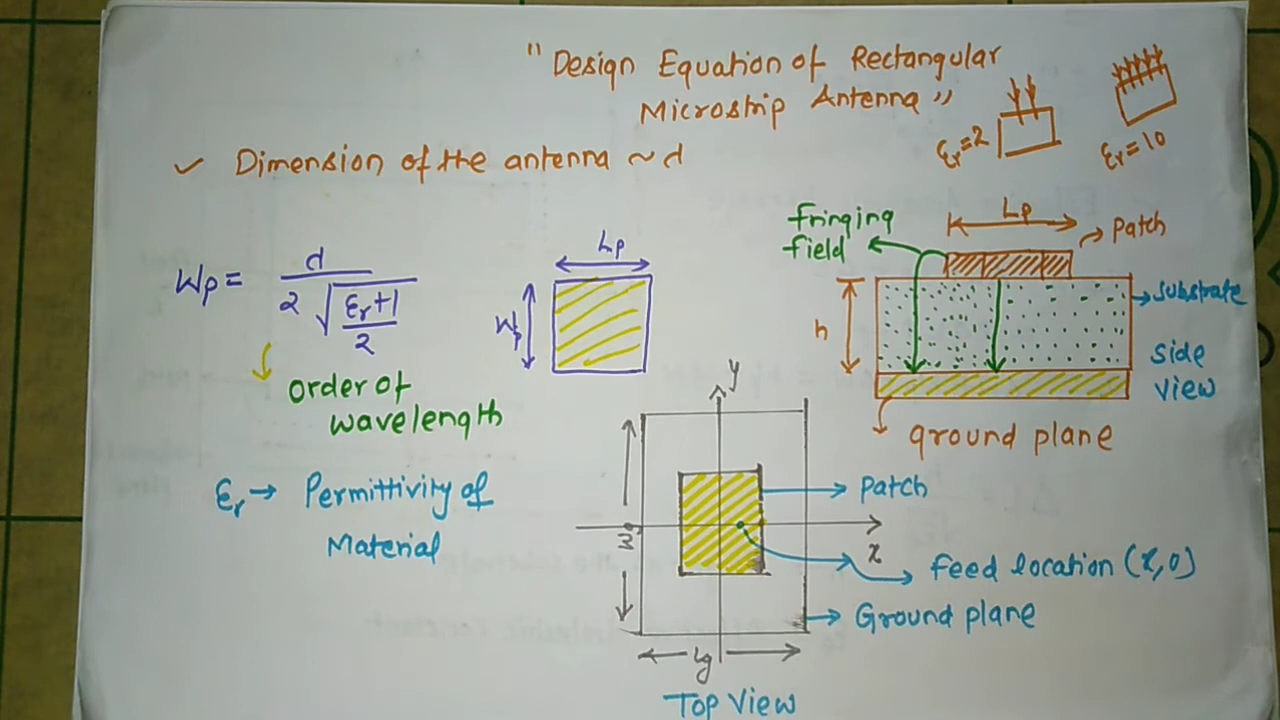 " Design Equation of Rectangular
Microstrip Antenna "
εr=2
εr=10
✓ Dimension of the antenna ~ d
Wp = d / 2 √(εr+1 / 2)
order of
wavelength
εr → Permittivity of
Material
Lp
Wp
fringing
field
Lp
Patch
substrate
h
side
view
ground plane
y
x
Patch
feed location (x,0)
Ground plane
Lg
Top View